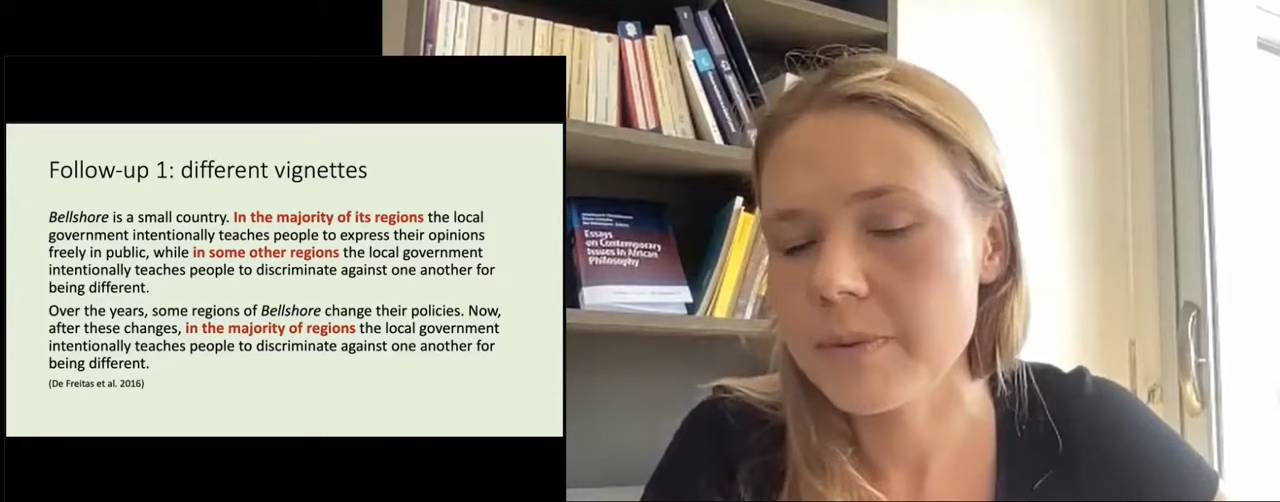 Follow-up 1: different vignettes
Bellshore is a small country. In the majority of its regions the local
government intentionally teaches people to express their opinions
freely in public, while in some other regions the local government
intentionally teaches people to discriminate against one another for
being different.
Over the years, some regions of Bellshore change their policies. Now,
after these changes, in the majority of regions the local government
intentionally teaches people to discriminate against one another for
being different.
(De Freitas et al. 2016)
Essays
on Contemporary
Issues in African
Philosophy